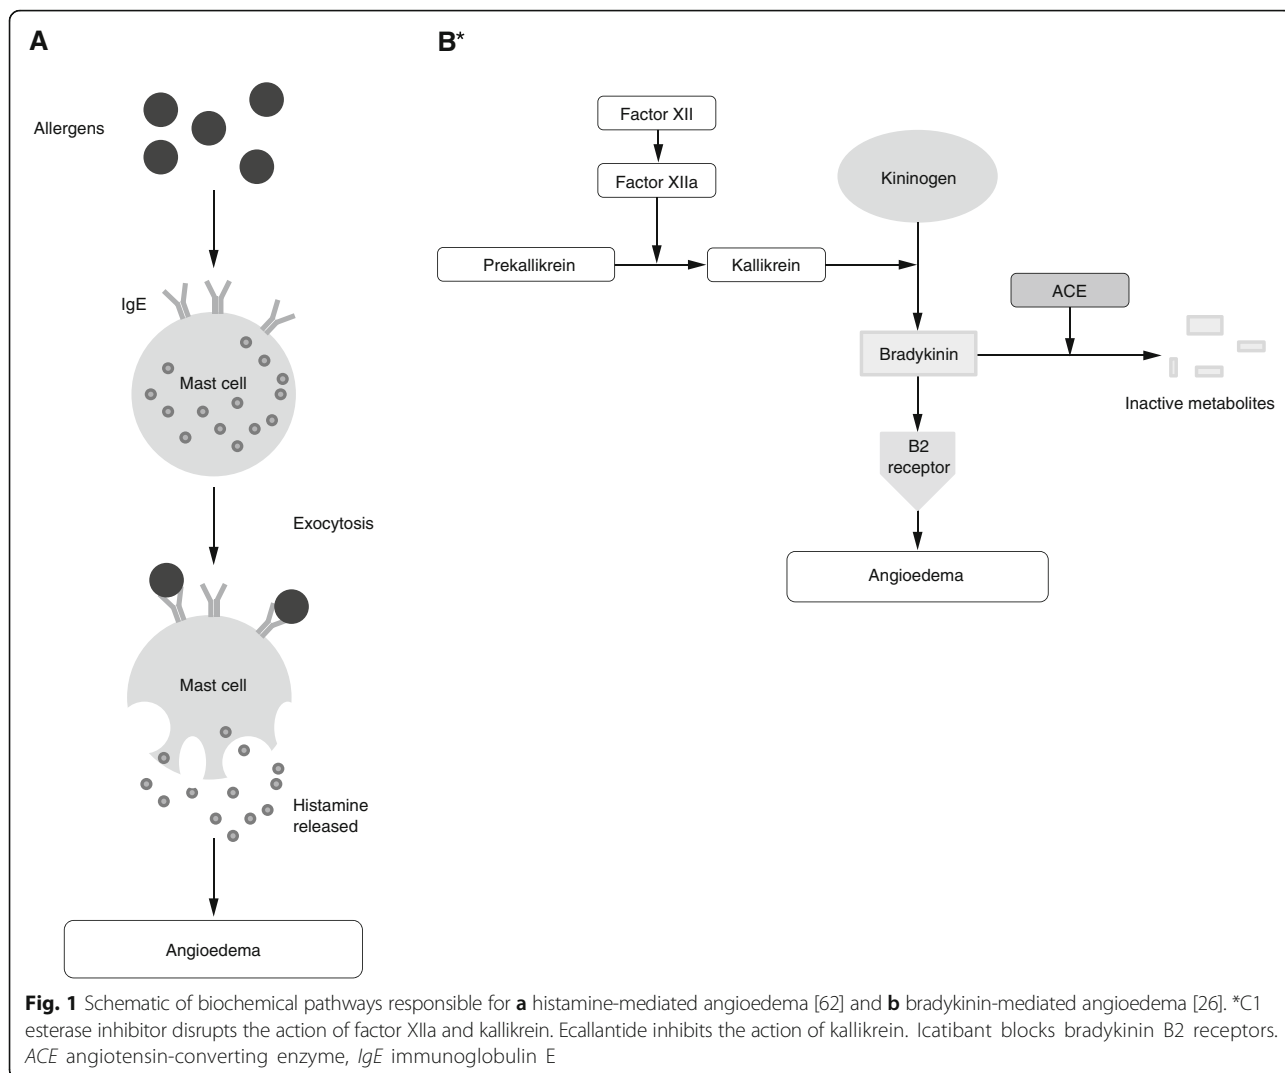 A
Allergens
IgE
Mast cell
Exocytosis
Mast cell
Histamine
released
Angioedema
B*
Factor XII
Factor XIIa
Prekallikrein
Kallikrein
Kininogen
ACE
Bradykinin
Inactive metabolites
B2
receptor
Angioedema
Fig. 1 Schematic of biochemical pathways responsible for a histamine-mediated angioedema [62] and b bradykinin-mediated angioedema [26]. *C1
esterase inhibitor disrupts the action of factor XIIa and kallikrein. Ecallantide inhibits the action of kallikrein. Icatibant blocks bradykinin B2 receptors.
ACE angiotensin-converting enzyme, IgE immunoglobulin E